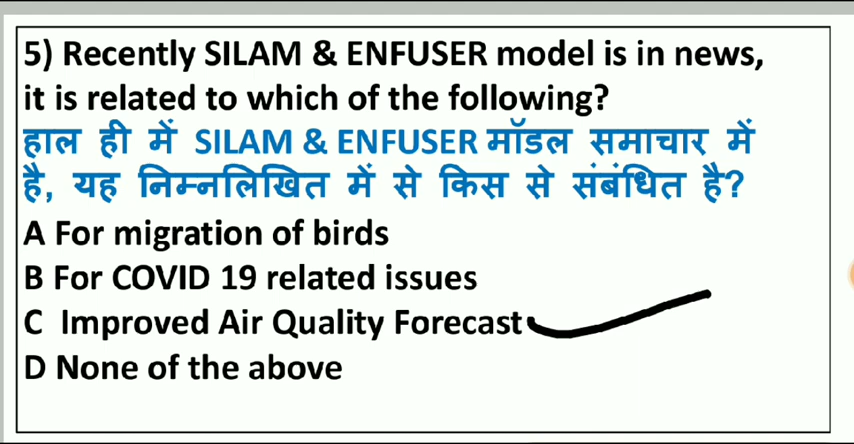 5) Recently SILAM & ENFUSER model is in news,
it is related to which of the following?
हाल ही में SILAM & ENFUSER मॉडल समाचार में
है, यह निम्नलिखित में से किस से संबंधित है?
A For migration of birds
B For COVID 19 related issues
C Improved Air Quality Forecast
D None of the above